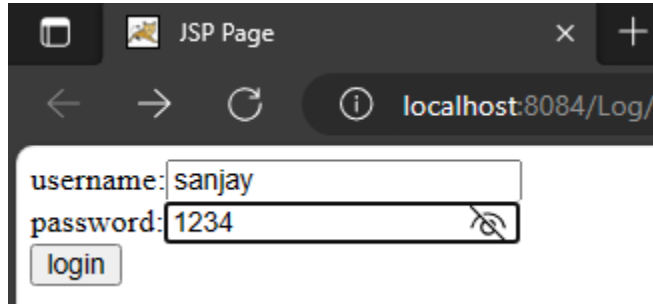 JSP Page
localhost:8084/Log/
username: sanjay
password: 1234
login